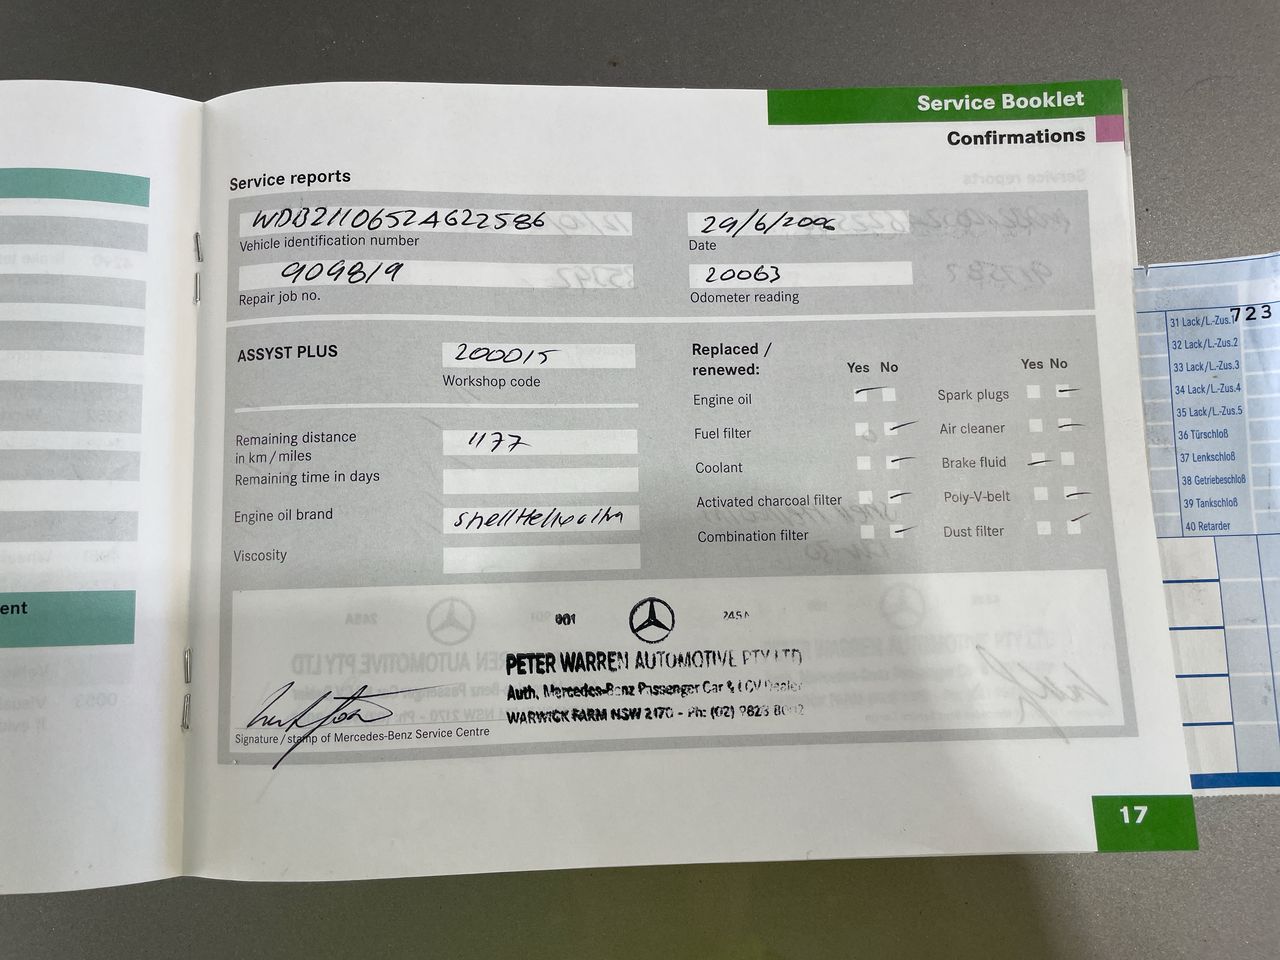 Service Booklet
Confirmations
Service reports
WDB2110652A622586
Vehicle identification number
29/6/2006
Date
909819
Repair job no.
20063
Odometer reading
ASSYST PLUS
200015
Workshop code
Replaced /
renewed:
Yes No
Yes No
Engine oil
Spark plugs
Fuel filter
Air cleaner
Coolant
Brake fluid
Activated charcoal filter
Poly-V-belt
Combination filter
Dust filter
Remaining distance
in km/miles
1177
Remaining time in days
Engine oil brand
Shell Helix ultra
Viscosity
001
245A
PETER WARREN AUTOMOTIVE PTY LTD
Auth. Mercedes-Benz Passenger Car & LCV Dealer
WARWICK FARM NSW 2170 - Ph: (02) 9828 8002
Signature/stamp of Mercedes-Benz Service Centre
17
ent
31 Lack/L.-Zus.1 723
32 Lack/L.-Zus.2
33 Lack/L.-Zus.3
34 Lack/L.-Zus.4
35 Lack/L.-Zus.5
36 Türschloß
37 Lenkschloß
38 Getriebeschloß
39 Tankschloß
40 Retarder